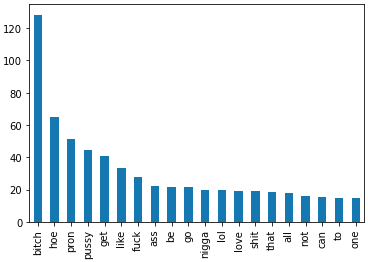 120
100
80
60
40
20
0
bitch
hoe
pron
pussy
get
like
fuck
ass
be
go
nigga
lol
love
shit
that
all
not
can
to
one